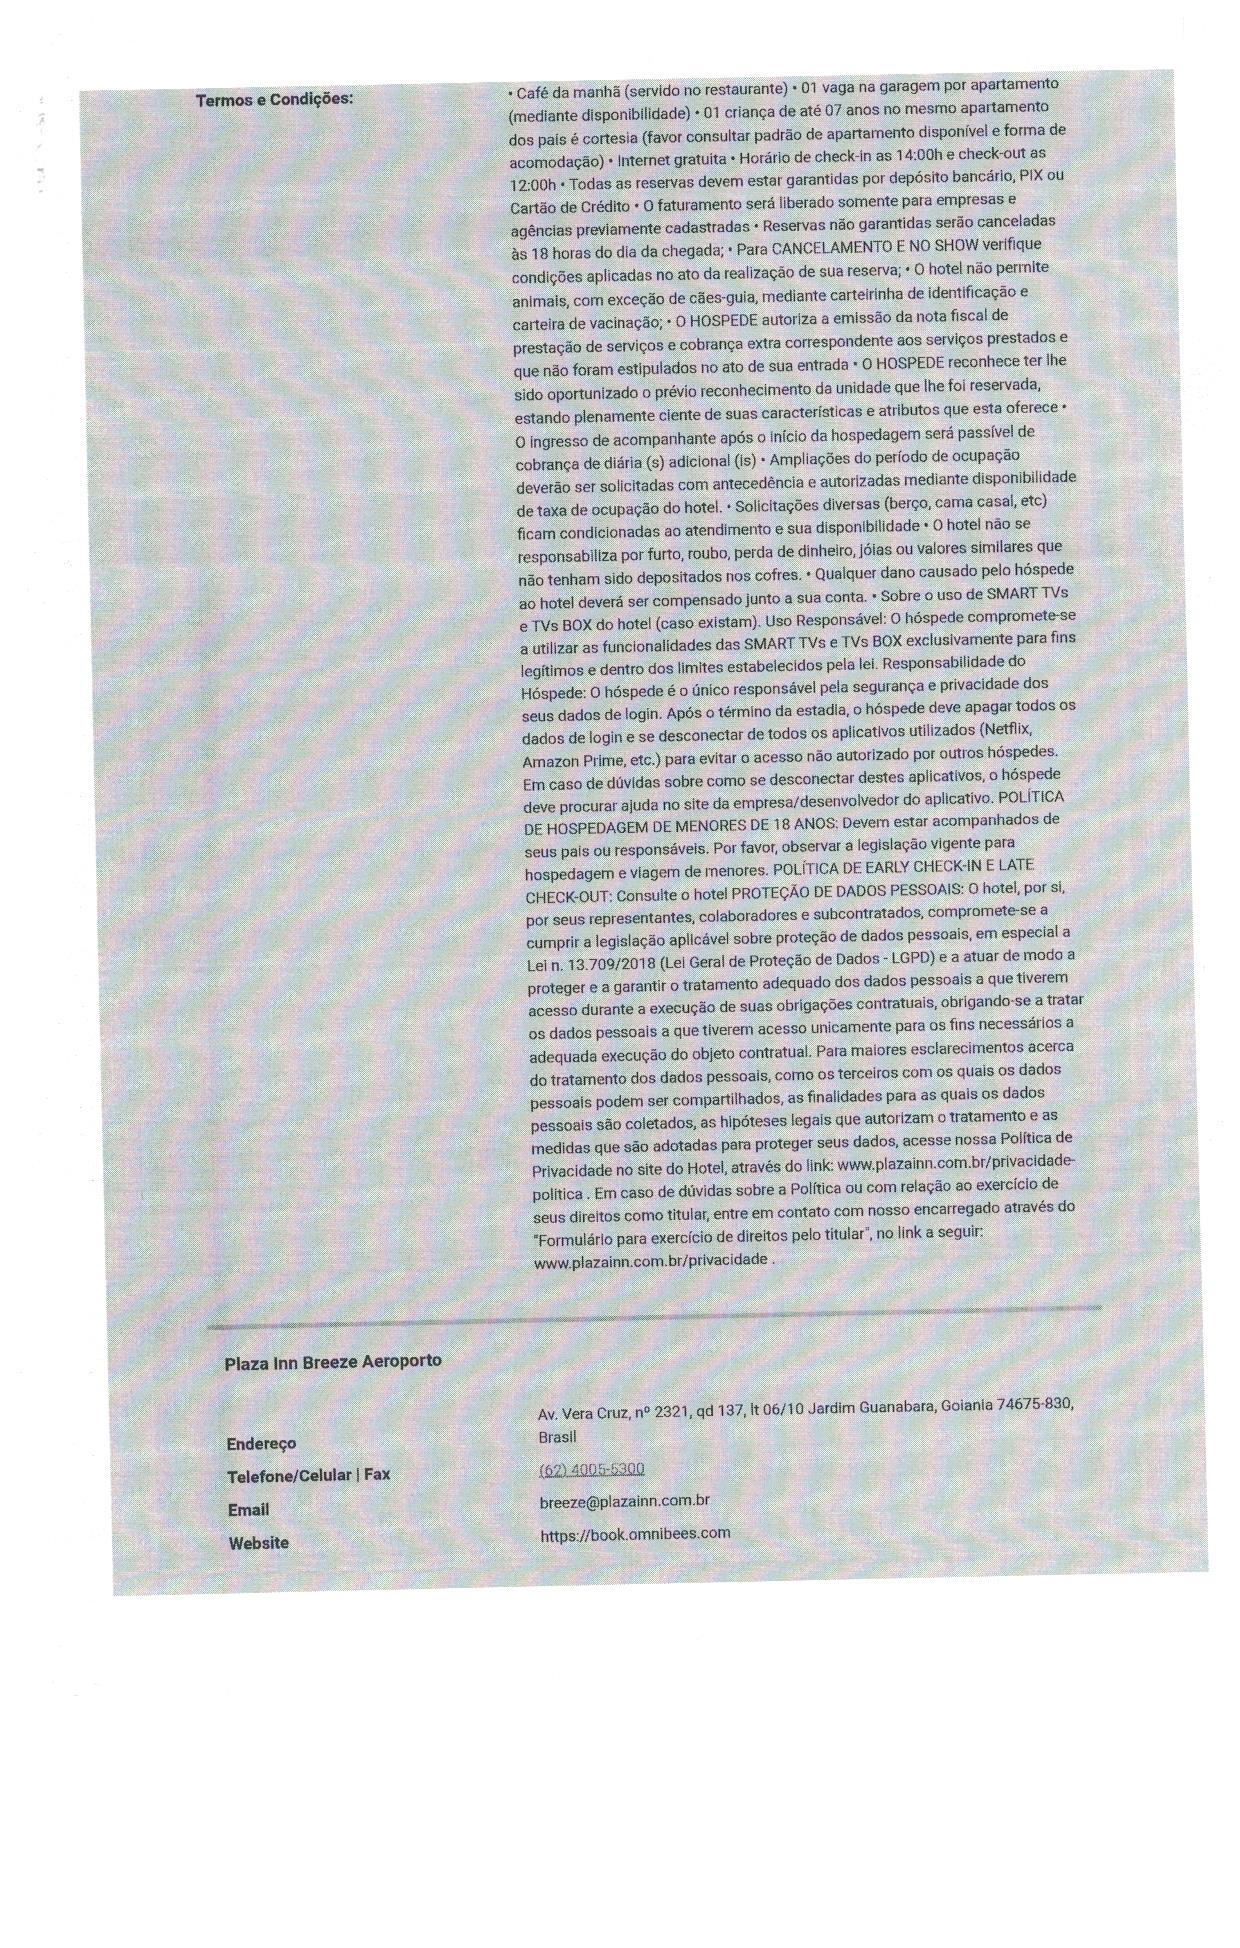 Termos e Condições:
• Café da manhã (servido no restaurante) • 01 vaga na garagem por apartamento
(mediante disponibilidade) • 01 criança de até 07 anos no mesmo apartamento
dos pais é cortesia (favor consultar padrão de apartamento disponível e forma de
acomodação) • Internet gratuita • Horário de check-in as 14:00h e check-out as
12:00h • Todas as reservas devem estar garantidas por depósito bancário, PIX ou
Cartão de Crédito • O faturamento será liberado somente para empresas e
agências previamente cadastradas • Reservas não garantidas serão canceladas
às 18 horas do dia da chegada; • Para CANCELAMENTO E NO SHOW verifique
condições aplicadas no ato da realização de sua reserva; • O hotel não permite
animais, com exceção de cães-guia, mediante carteirinha de identificação e
carteira de vacinação; • O HOSPEDE autoriza a emissão da nota fiscal de
prestação de serviços e cobrança extra correspondente aos serviços prestados e
que não foram estipulados no ato de sua entrada • O HOSPEDE reconhece ter lhe
sido oportunizado o prévio reconhecimento da unidade que lhe foi reservada,
estando plenamente ciente de suas características e atributos que esta oferece •
O ingresso de acompanhante após o início da hospedagem será passível de
cobrança de diária (s) adicional (is) • Ampliações do período de ocupação
deverão ser solicitadas com antecedência e autorizadas mediante disponibilidade
de taxa de ocupação do hotel. • Solicitações diversas (berço, cama casal, etc)
ficam condicionadas ao atendimento e sua disponibilidade • O hotel não se
responsabiliza por furto, roubo, perda de dinheiro, jóias ou valores similares que
não tenham sido depositados nos cofres. • Qualquer dano causado pelo hóspede
ao hotel deverá ser compensado junto a sua conta. • Sobre o uso de SMART TVs
e TVs BOX do hotel (caso existam). Uso Responsável: O hóspede compromete-se
a utilizar as funcionalidades das SMART TVs e TVs BOX exclusivamente para fins
legítimos e dentro dos limites estabelecidos pela lei. Responsabilidade do
Hóspede: O hóspede é o único responsável pela segurança e privacidade dos
seus dados de login. Após o término da estadia, o hóspede deve apagar todos os
dados de login e se desconectar de todos os aplicativos utilizados (Netflix,
Amazon Prime, etc.) para evitar o acesso não autorizado por outros hóspedes.
Em caso de dúvidas sobre como se desconectar destes aplicativos, o hóspede
deve procurar ajuda no site da empresa/desenvolvedor do aplicativo. POLÍTICA
DE HOSPEDAGEM DE MENORES DE 18 ANOS: Devem estar acompanhados de
seus pais ou responsáveis. Por favor, observar a legislação vigente para
hospedagem e viagem de menores. POLÍTICA DE EARLY CHECK-IN E LATE
CHECK-OUT: Consulte o hotel PROTEÇÃO DE DADOS PESSOAIS: O hotel, por si,
por seus representantes, colaboradores e subcontratados, compromete-se a
cumprir a legislação aplicável sobre proteção de dados pessoais, em especial a
Lei n. 13.709/2018 (Lei Geral de Proteção de Dados - LGPD) e a atuar de modo a
proteger e a garantir o tratamento adequado dos dados pessoais a que tiverem
acesso durante a execução de suas obrigações contratuais, obrigando-se a tratar
os dados pessoais a que tiverem acesso unicamente para os fins necessários a
adequada execução do objeto contratual. Para maiores esclarecimentos acerca
do tratamento dos dados pessoais, como os terceiros com os quais os dados
pessoais podem ser compartilhados, as finalidades para as quais os dados
pessoais são coletados, as hipóteses legais que autorizam o tratamento e as
medidas que são adotadas para proteger seus dados, acesse nossa Política de
Privacidade no site do Hotel, através do link: www.plazainn.com.br/privacidade-
politica . Em caso de dúvidas sobre a Política ou com relação ao exercício de
seus direitos como titular, entre em contato com nosso encarregado através do
"Formulário para exercício de direitos pelo titular", no link a seguir:
www.plazainn.com.br/privacidade .
Plaza Inn Breeze Aeroporto
Av. Vera Cruz, nº 2321, qd 137, lt 06/10 Jardim Guanabara, Goiania 74675-830,
Endereço Brasil
Telefone/Celular | Fax (62) 4005-5300
Email breeze@plazainn.com.br
Website https://book.omnibees.com